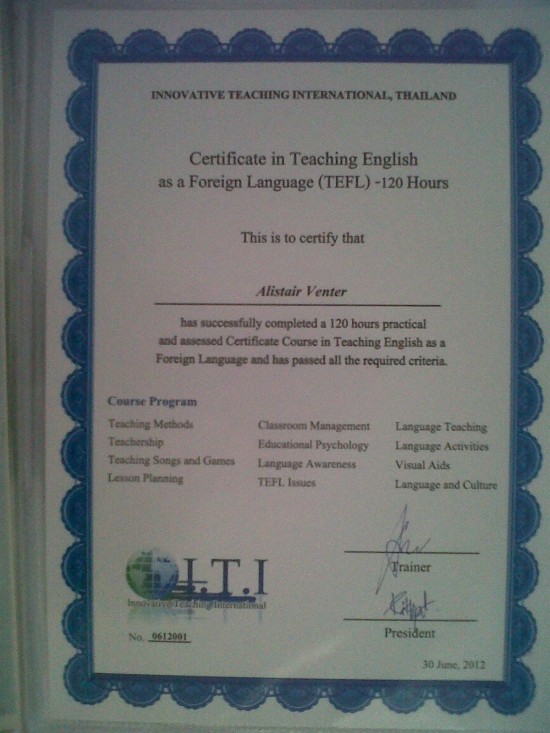 INNOVATIVE TEACHING INTERNATIONAL, THAILAND
Certificate in Teaching English
as a Foreign Language (TEFL) -120 Hours
This is to certify that
Alistair Venter
has successfully completed a 120 hours practical
and assessed Certificate Course in Teaching English as a
Foreign Language and has passed all the required criteria.
Course Program
Teaching Methods
Teachership
Teaching Songs and Games
Lesson Planning
Classroom Management
Educational Psychology
Language Awareness
TEFL Issues
Language Teaching
Language Activities
Visual Aids
Language and Culture
I.T.I
Innovative Teaching International
No. 0612001
Trainer
President
30 June, 2012